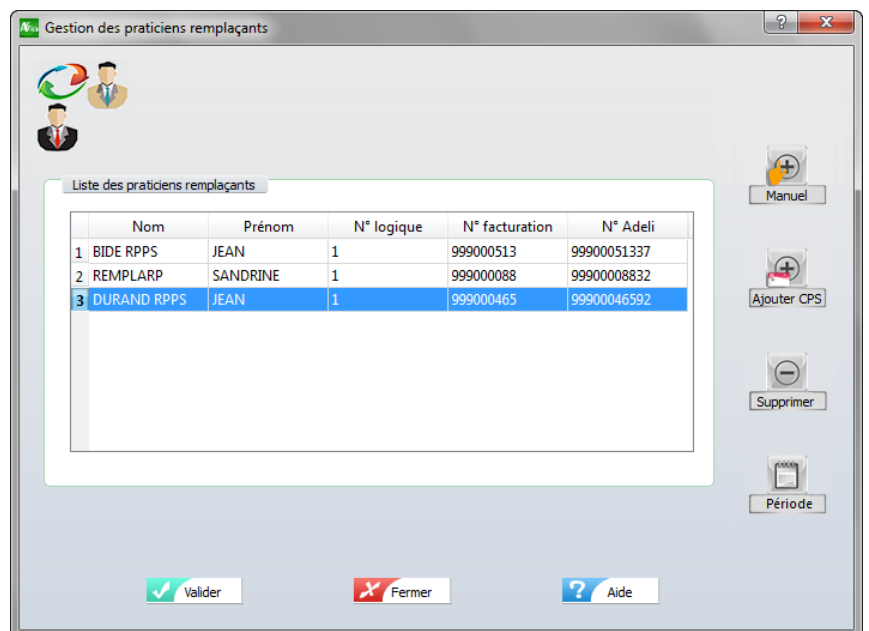 Gestion des praticiens remplaçants
Manuel
Liste des praticiens remplaçants
Nom Prénom N° logique N° facturation N° Adeli
1 BIDE RPPS JEAN 1 999000513 99900051337
2 REMPLARP SANDRINE 1 999000088 99900008832
3 DURAND RPPS JEAN 1 999000465 99900046592
Ajouter CPS
Supprimer
Période
Valider Fermer Aide